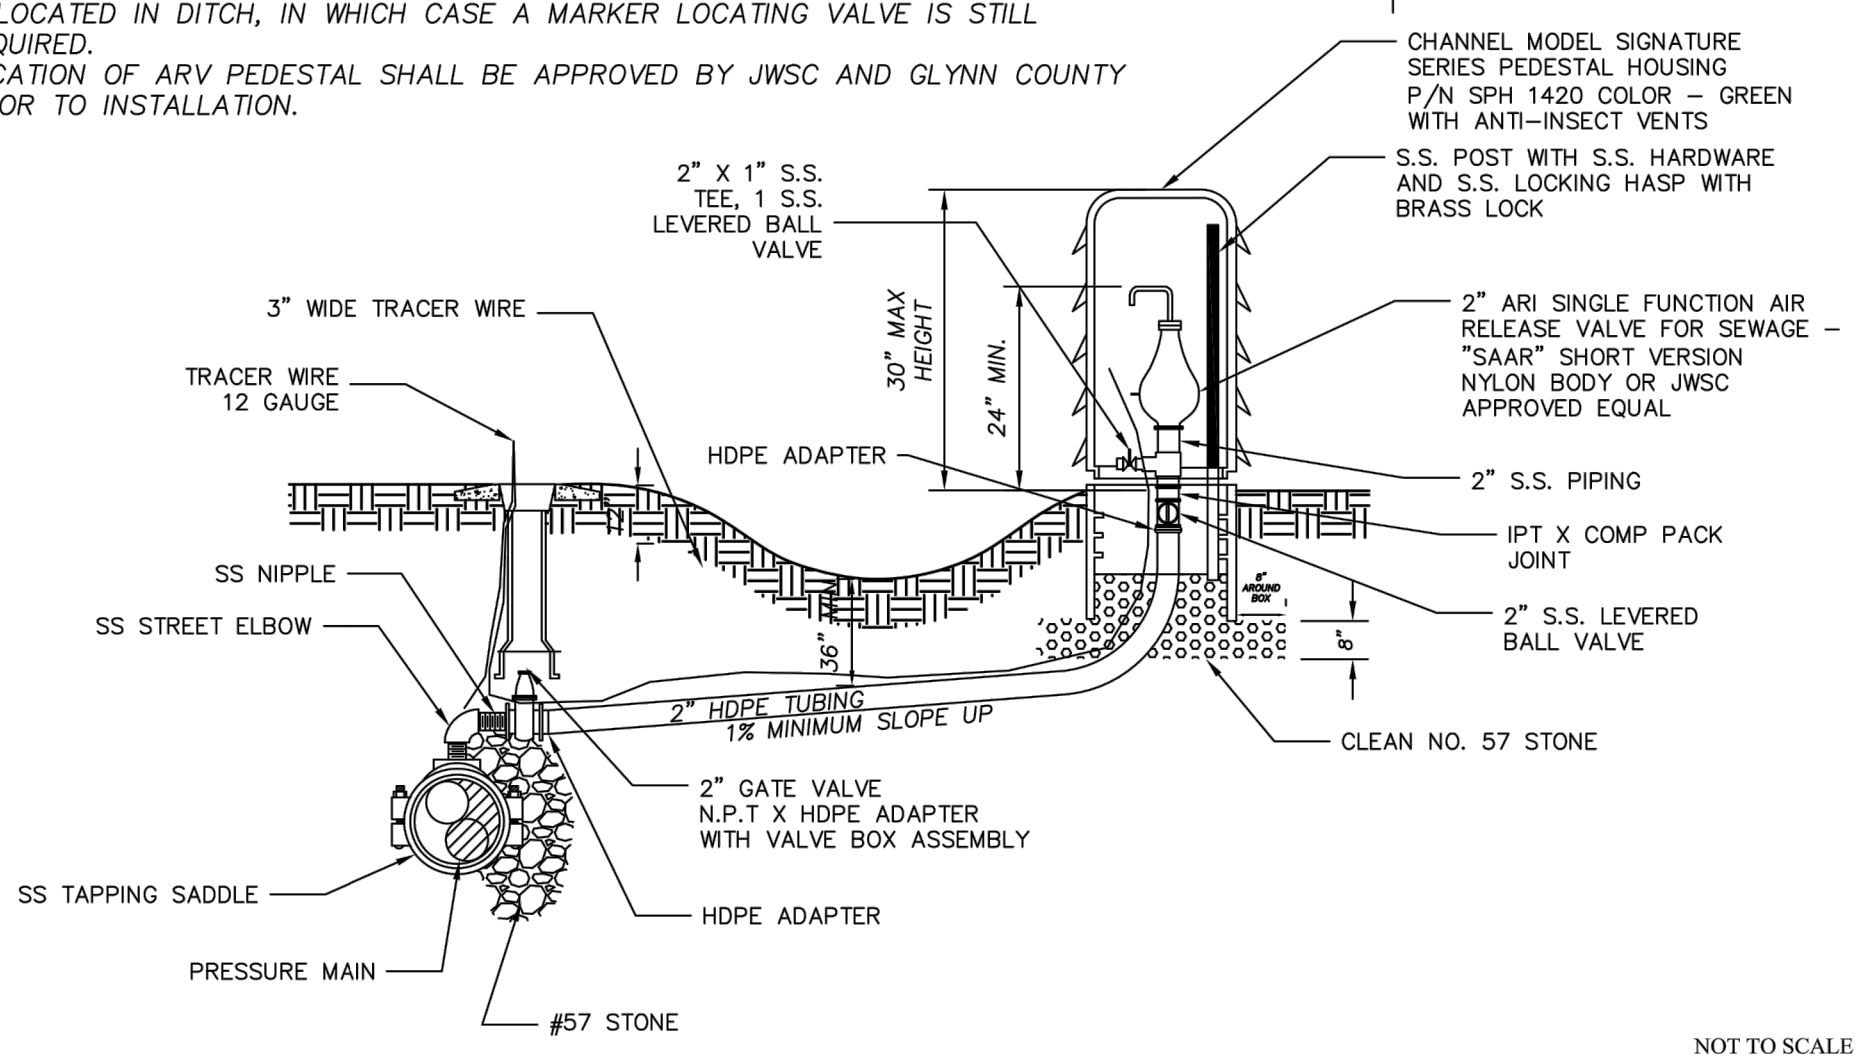 LOCATED IN DITCH, IN WHICH CASE A MARKER LOCATING VALVE IS STILL
QUIRED.
CATION OF ARV PEDESTAL SHALL BE APPROVED BY JWSC AND GLYNN COUNTY
OR TO INSTALLATION.
CHANNEL MODEL SIGNATURE
SERIES PEDESTAL HOUSING
P/N SPH 1420 COLOR – GREEN
WITH ANTI–INSECT VENTS
S.S. POST WITH S.S. HARDWARE
AND S.S. LOCKING HASP WITH
BRASS LOCK
2" X 1" S.S.
TEE, 1 S.S.
LEVERED BALL
VALVE
30" MAX
HEIGHT
24" MIN.
2" ARI SINGLE FUNCTION AIR
RELEASE VALVE FOR SEWAGE –
"SAAR" SHORT VERSION
NYLON BODY OR JWSC
APPROVED EQUAL
3" WIDE TRACER WIRE
TRACER WIRE
12 GAUGE
HDPE ADAPTER
2" S.S. PIPING
IPT X COMP PACK
JOINT
12"
SS NIPPLE
SS STREET ELBOW
36" MIN
8"
AROUND
BOX
8"
2" S.S. LEVERED
BALL VALVE
2" HDPE TUBING
1% MINIMUM SLOPE UP
CLEAN NO. 57 STONE
2" GATE VALVE
N.P.T X HDPE ADAPTER
WITH VALVE BOX ASSEMBLY
SS TAPPING SADDLE
HDPE ADAPTER
PRESSURE MAIN
#57 STONE
NOT TO SCALE